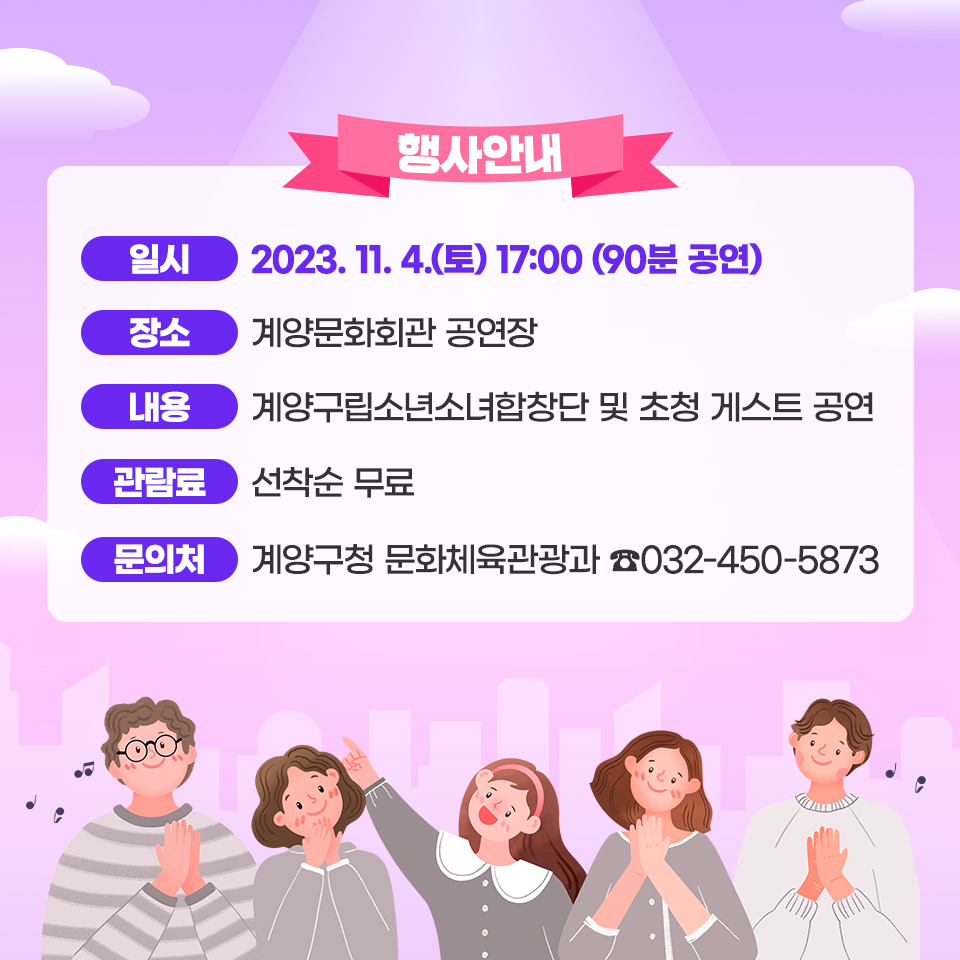 행사안내
일시 2023. 11. 4.(토) 17:00 (90분 공연)
장소 계양문화회관 공연장
내용 계양구립소년소녀합창단 및 초청 게스트 공연
관람료 선착순 무료
문의처 계양구청 문화체육관광과 ☎032-450-5873